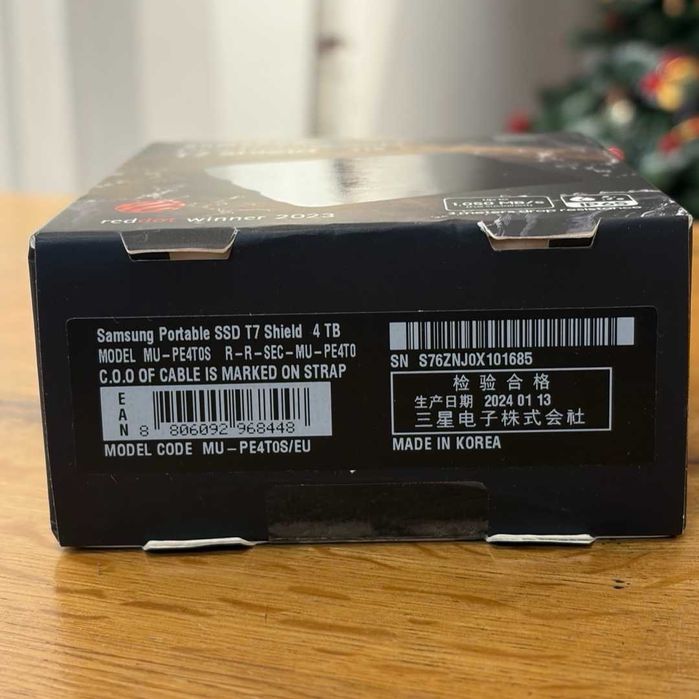 reddot winner 2023
Samsung Portable SSD T7 Shield 4 TB
MODEL MU-PE4T0S R-R-SEC-MU-PE4T0
C.O.O OF CABLE IS MARKED ON STRAP
EAN
8 806092 968448
MODEL CODE MU-PE4T0S/EU
SN S76ZNJ0X101685
检验合格
生产日期 2024 01 13
三星电子株式会社
MADE IN KOREA